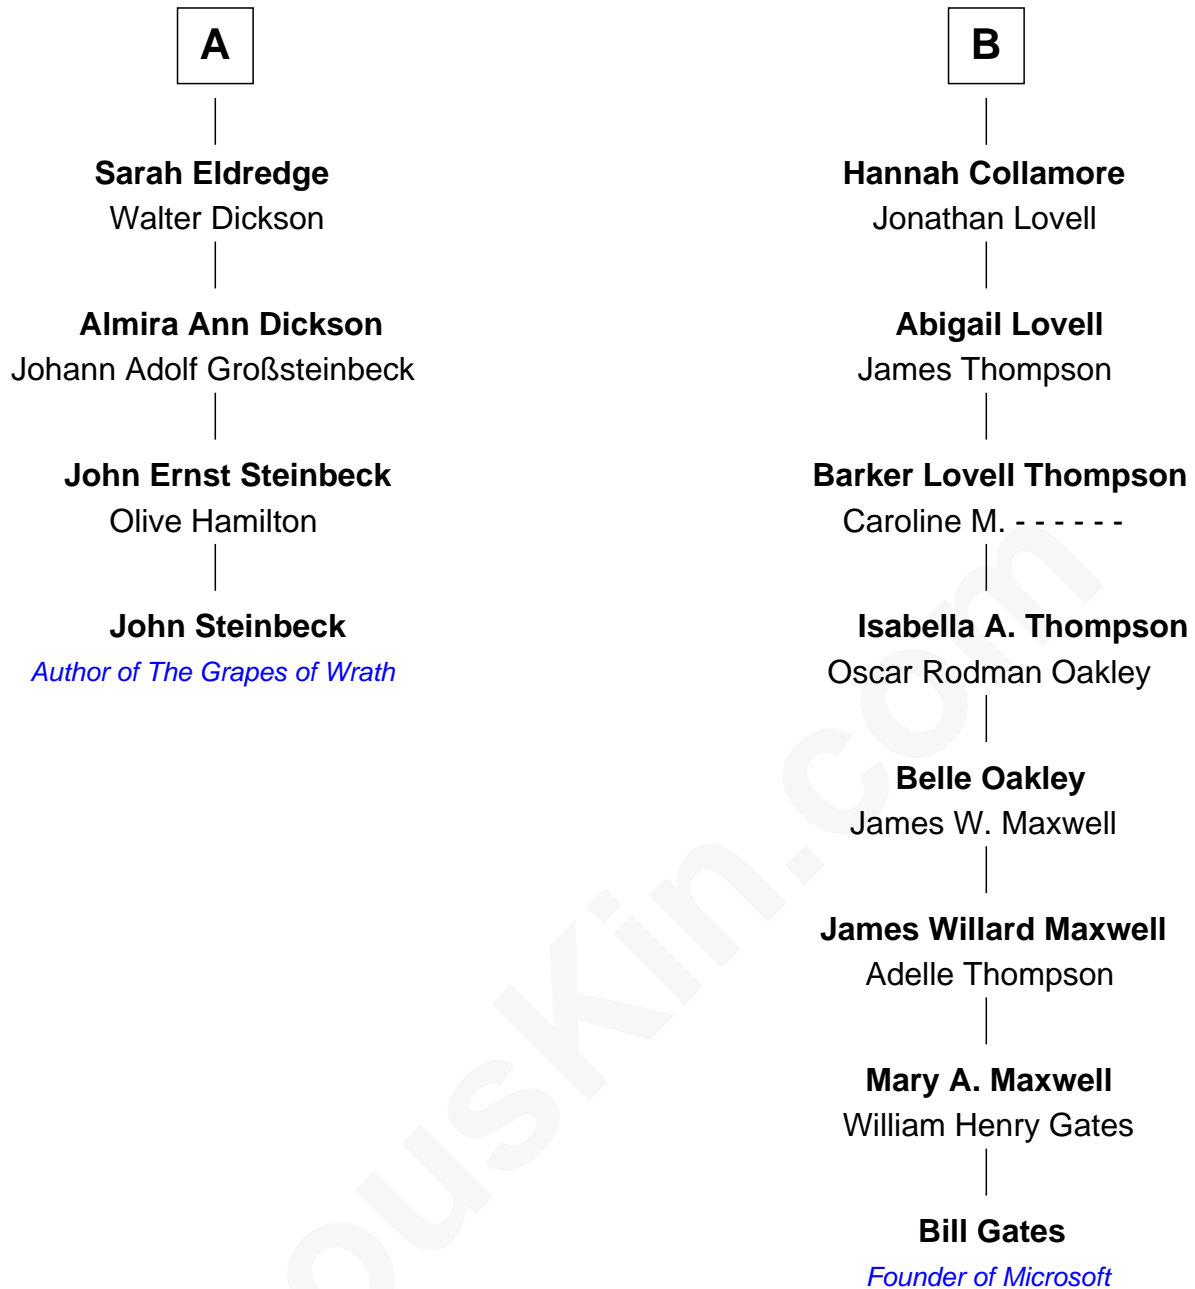 A
Sarah Eldredge
Walter Dickson
Almira Ann Dickson
Johann Adolf Großsteinbeck
John Ernst Steinbeck
Olive Hamilton
John Steinbeck
Author of The Grapes of Wrath
B
Hannah Collamore
Jonathan Lovell
Abigail Lovell
James Thompson
Barker Lovell Thompson
Caroline M. - - - - - -
Isabella A. Thompson
Oscar Rodman Oakley
Belle Oakley
James W. Maxwell
James Willard Maxwell
Adelle Thompson
Mary A. Maxwell
William Henry Gates
Bill Gates
Founder of Microsoft
ousKin.com